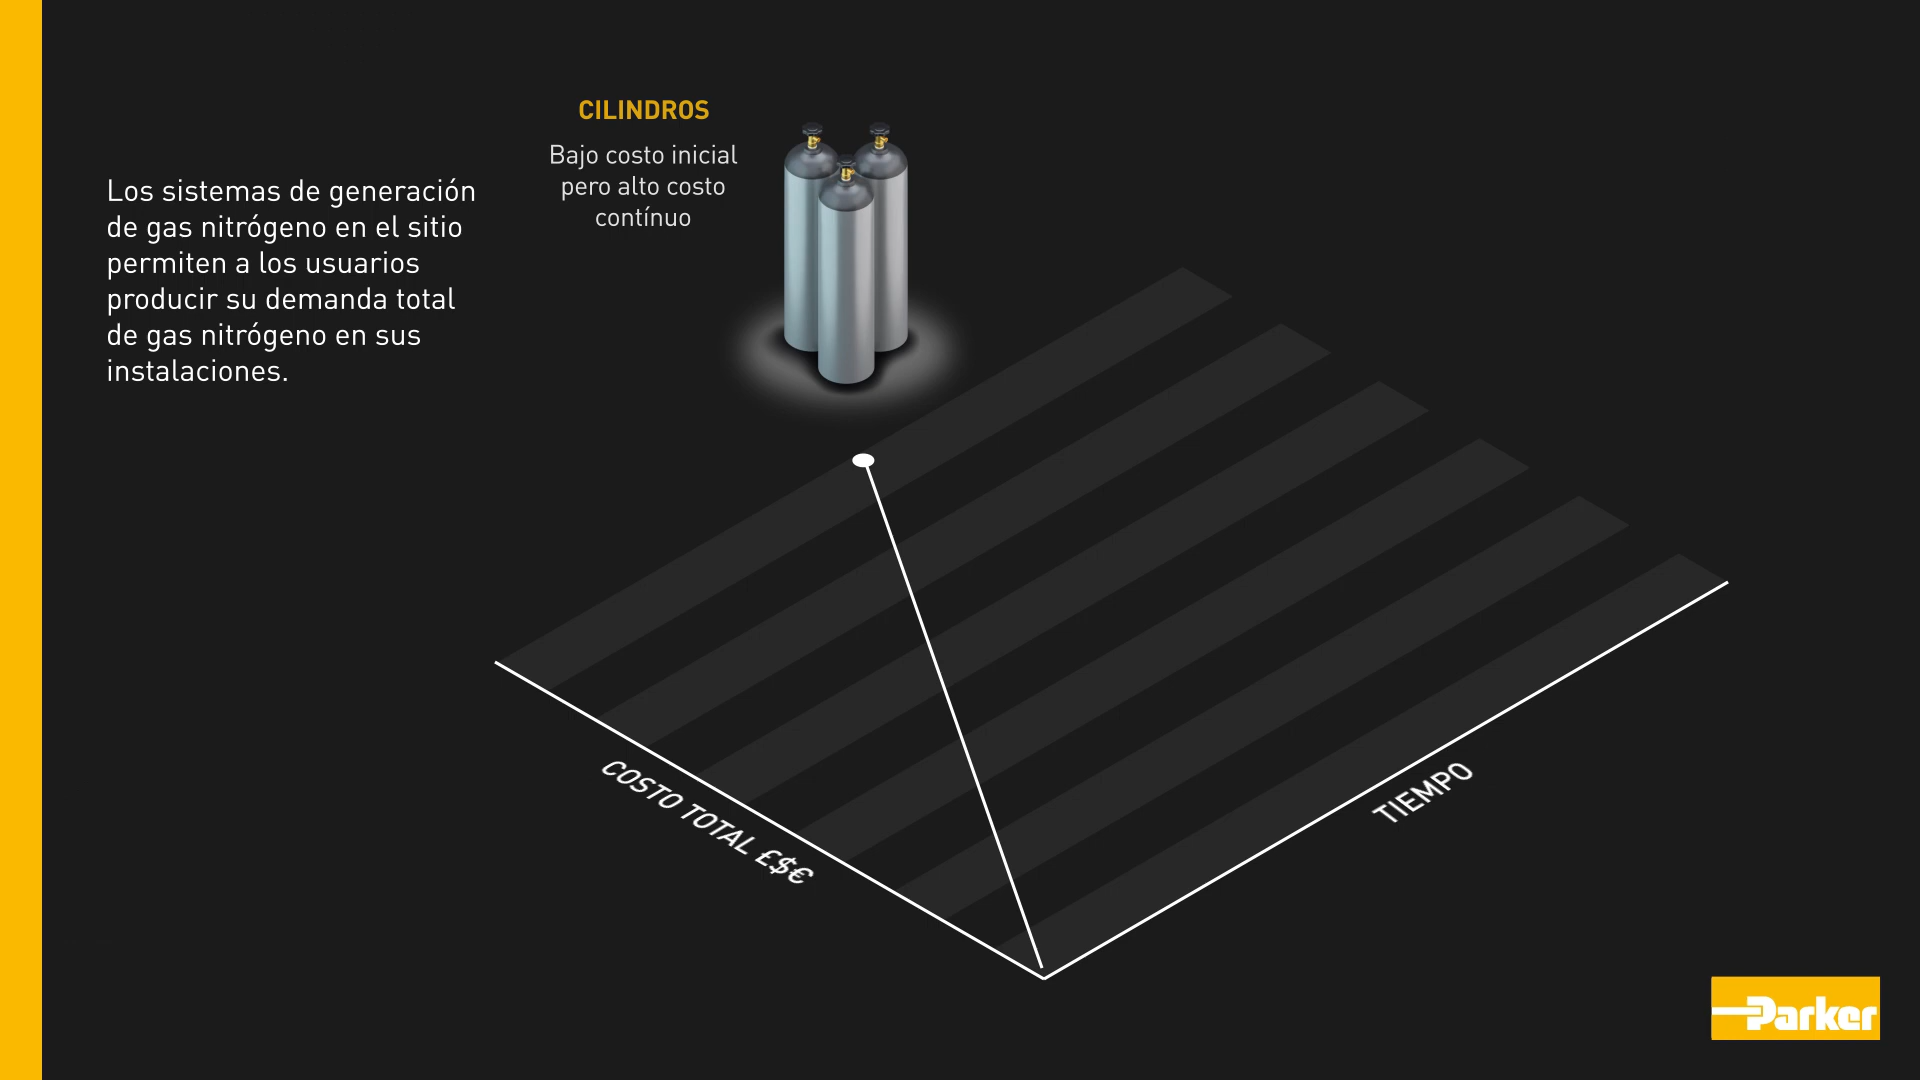 Los sistemas de generación
de gas nitrógeno en el sitio
permiten a los usuarios
producir su demanda total
de gas nitrógeno en sus
instalaciones.
CILINDROS
Bajo costo inicial
pero alto costo
contínuo
COSTO TOTAL £$€
TIEMPO
Parker